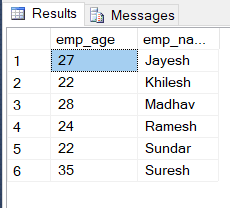 Results Messages
emp_age emp_na...
1 27 Jayesh
2 22 Khilesh
3 28 Madhav
4 24 Ramesh
5 22 Sundar
6 35 Suresh